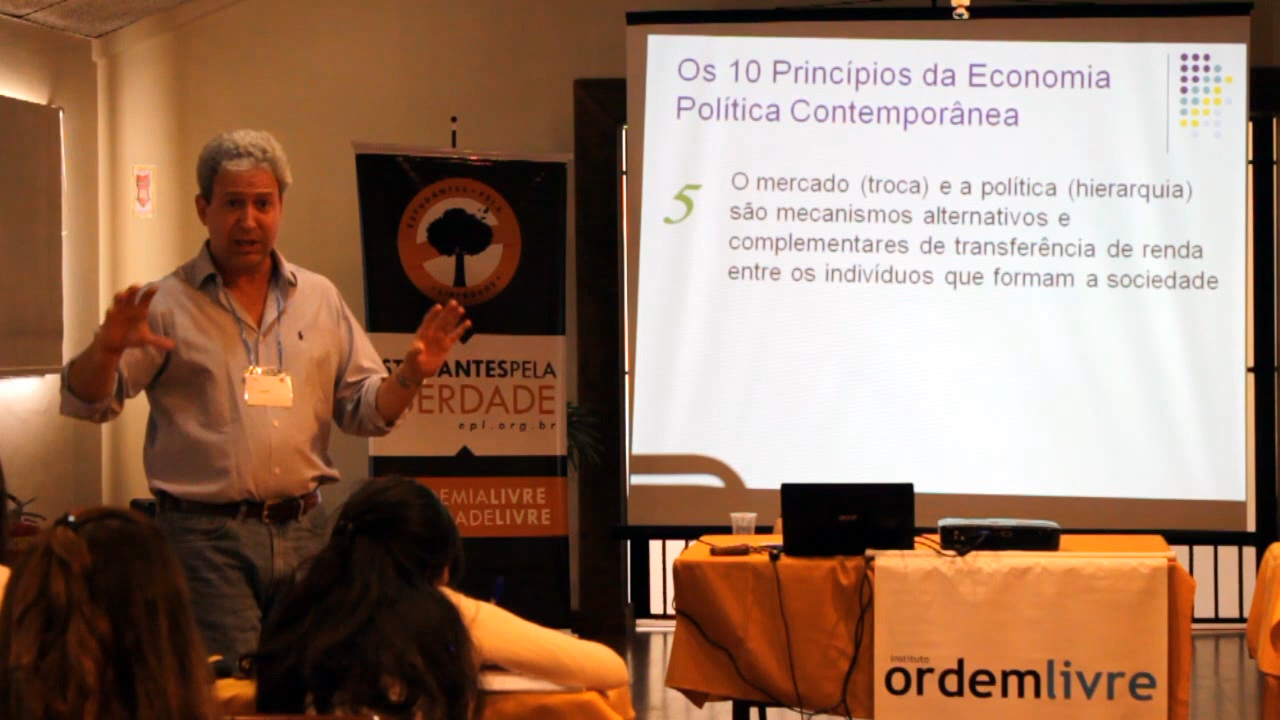 Os 10 Princípios da Economia
Política Contemporânea
5
O mercado (troca) e a política (hierarquia)
são mecanismos alternativos e
complementares de transferência de renda
entre os indivíduos que formam a sociedade
ESTUDANTES • PELA
• LIBERDADE •
ANTESPELA
ERDADE
epl.org.br
EMIALIVRE
ADELIVRE
acer
instituto
ordemlivre